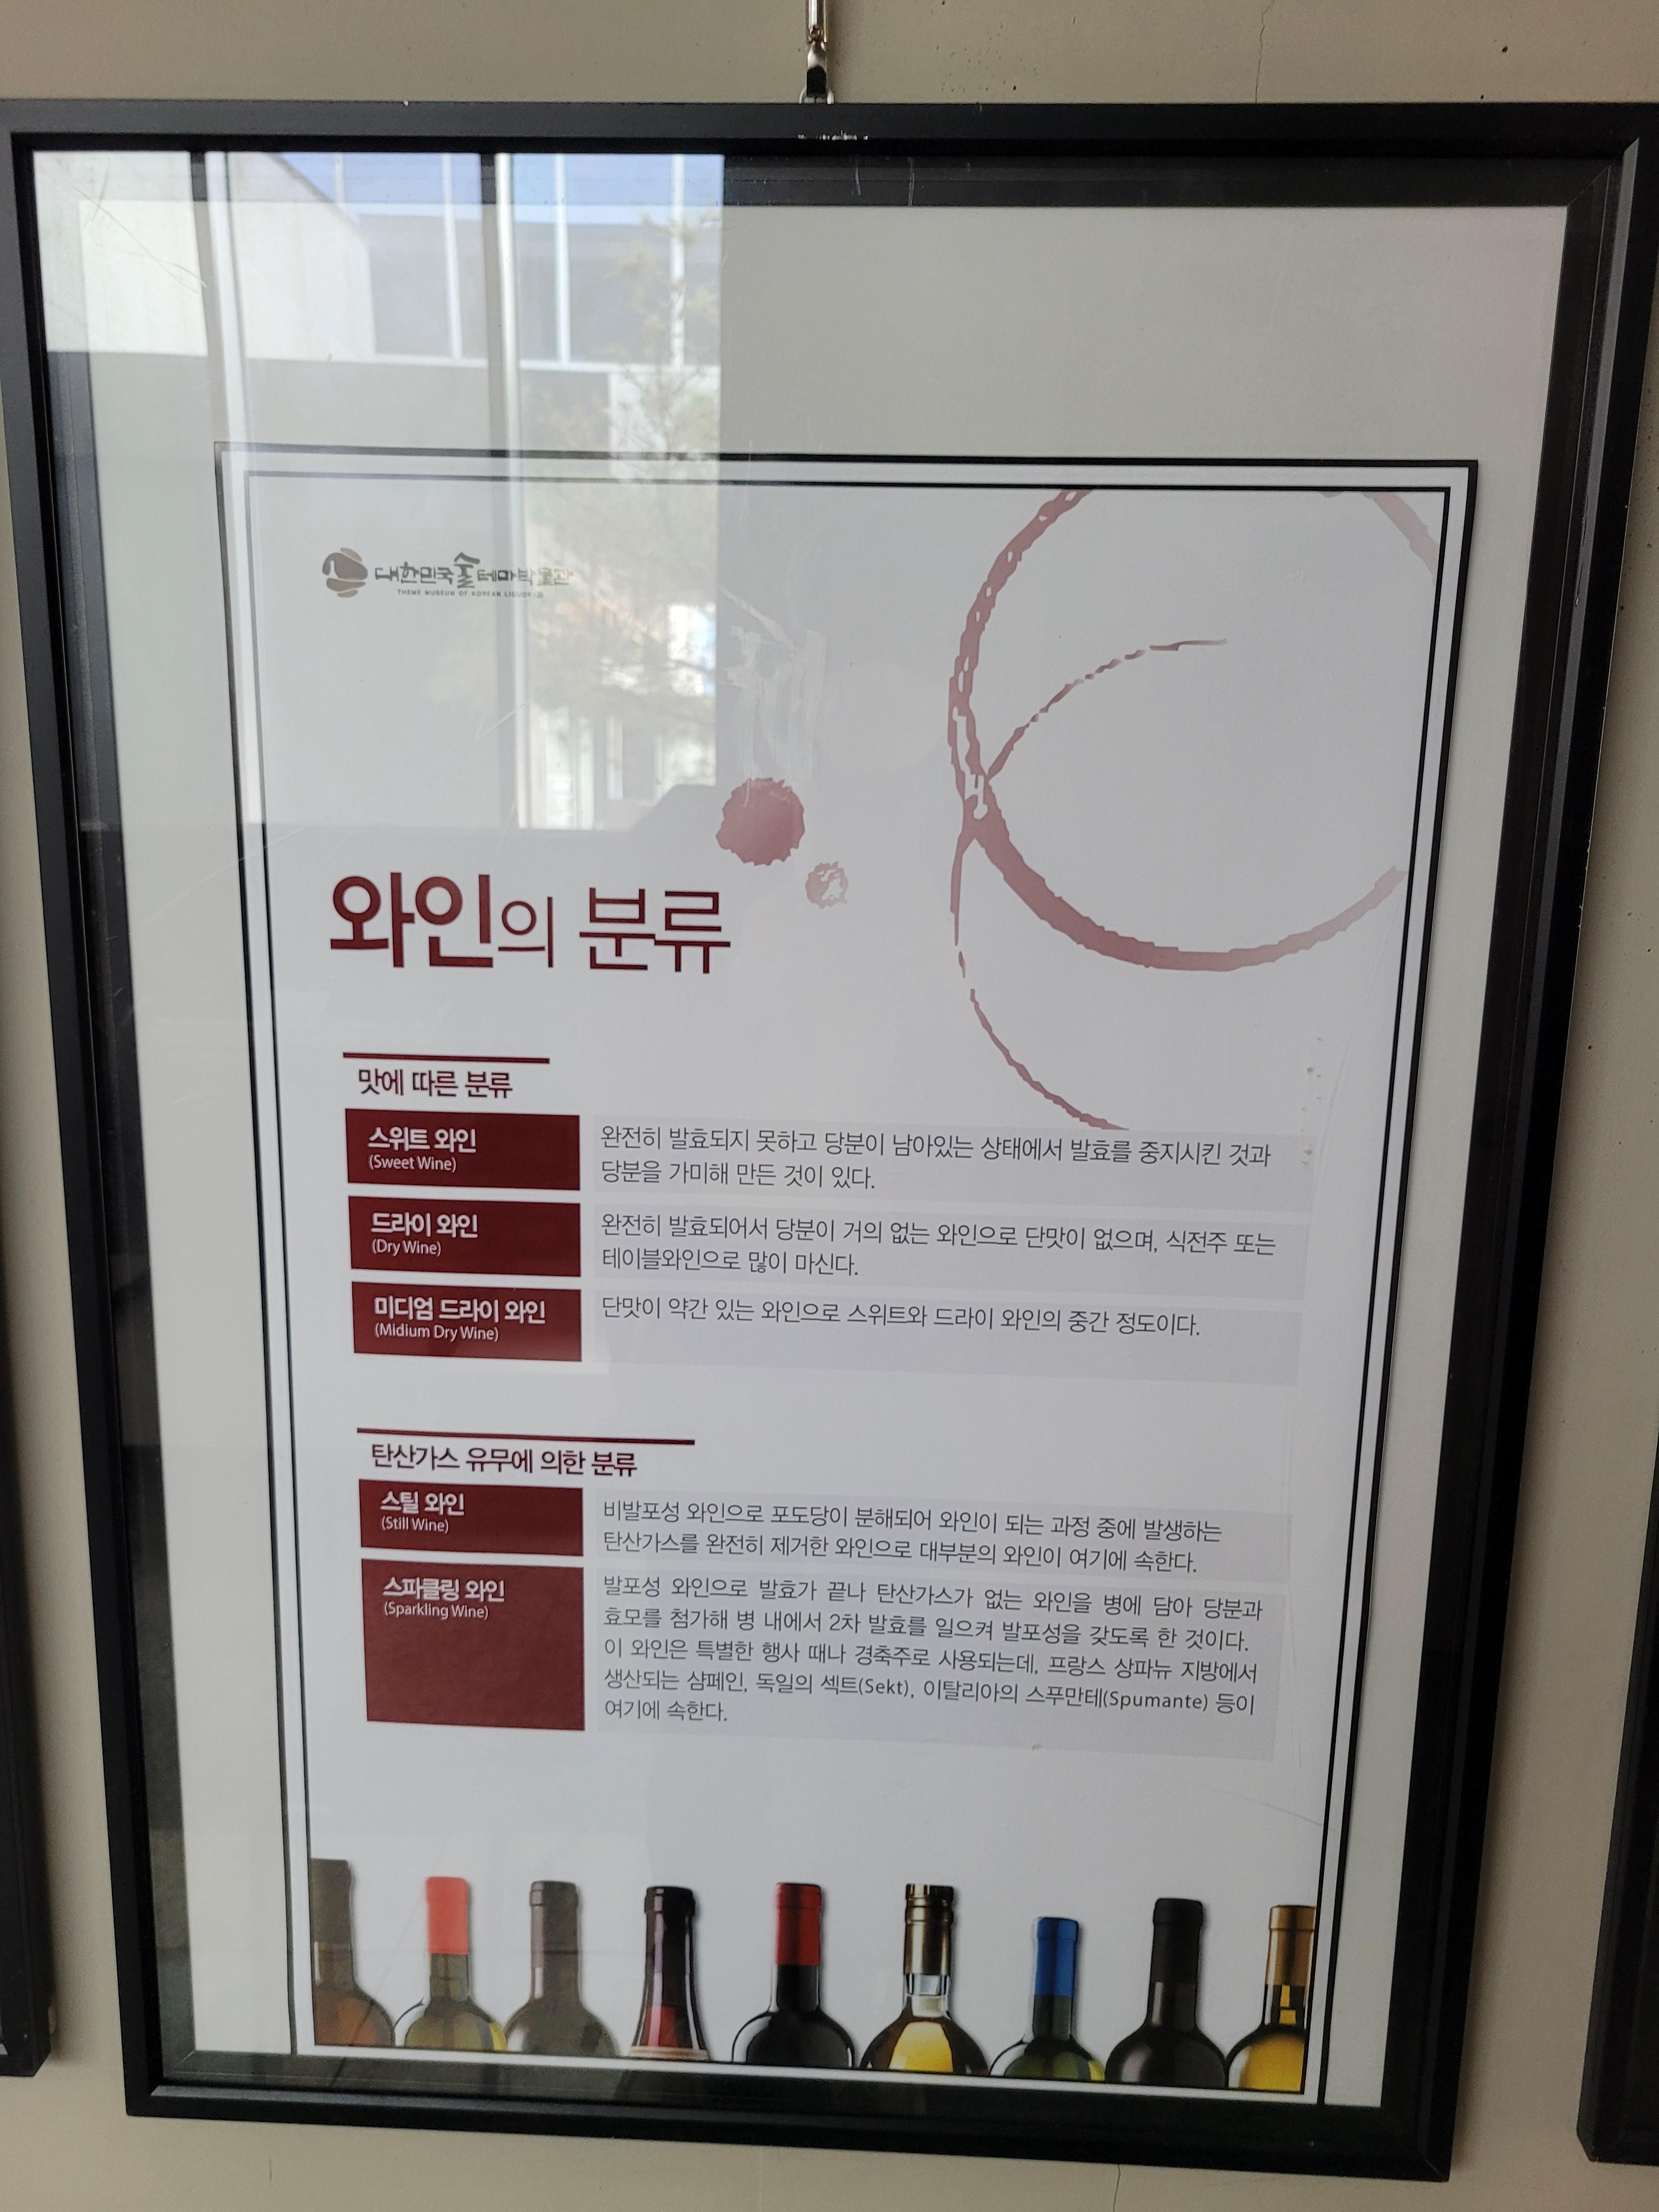 대한민국술테마박물관
THEME MUSEUM OF KOREAN LIQUOR
와인의 분류
맛에 따른 분류
스위트 와인
(Sweet Wine)
완전히 발효되지 못하고 당분이 남아있는 상태에서 발효를 중지시킨 것과
당분을 가미해 만든 것이 있다.
드라이 와인
(Dry Wine)
완전히 발효되어서 당분이 거의 없는 와인으로 단맛이 없으며, 식전주 또는
테이블와인으로 많이 마신다.
미디엄 드라이 와인
(Midium Dry Wine)
단맛이 약간 있는 와인으로 스위트와 드라이 와인의 중간 정도이다.
탄산가스 유무에 의한 분류
스틸 와인
(Still Wine)
비발포성 와인으로 포도당이 분해되어 와인이 되는 과정 중에 발생하는
탄산가스를 완전히 제거한 와인으로 대부분의 와인이 여기에 속한다.
스파클링 와인
(Sparkling Wine)
발포성 와인으로 발효가 끝나 탄산가스가 없는 와인을 병에 담아 당분과
효모를 첨가해 병 내에서 2차 발효를 일으켜 발포성을 갖도록 한 것이다.
이 와인은 특별한 행사 때나 경축주로 사용되는데, 프랑스 상파뉴 지방에서
생산되는 샴페인, 독일의 섹트(Sekt), 이탈리아의 스푸만테(Spumante) 등이
여기에 속한다.